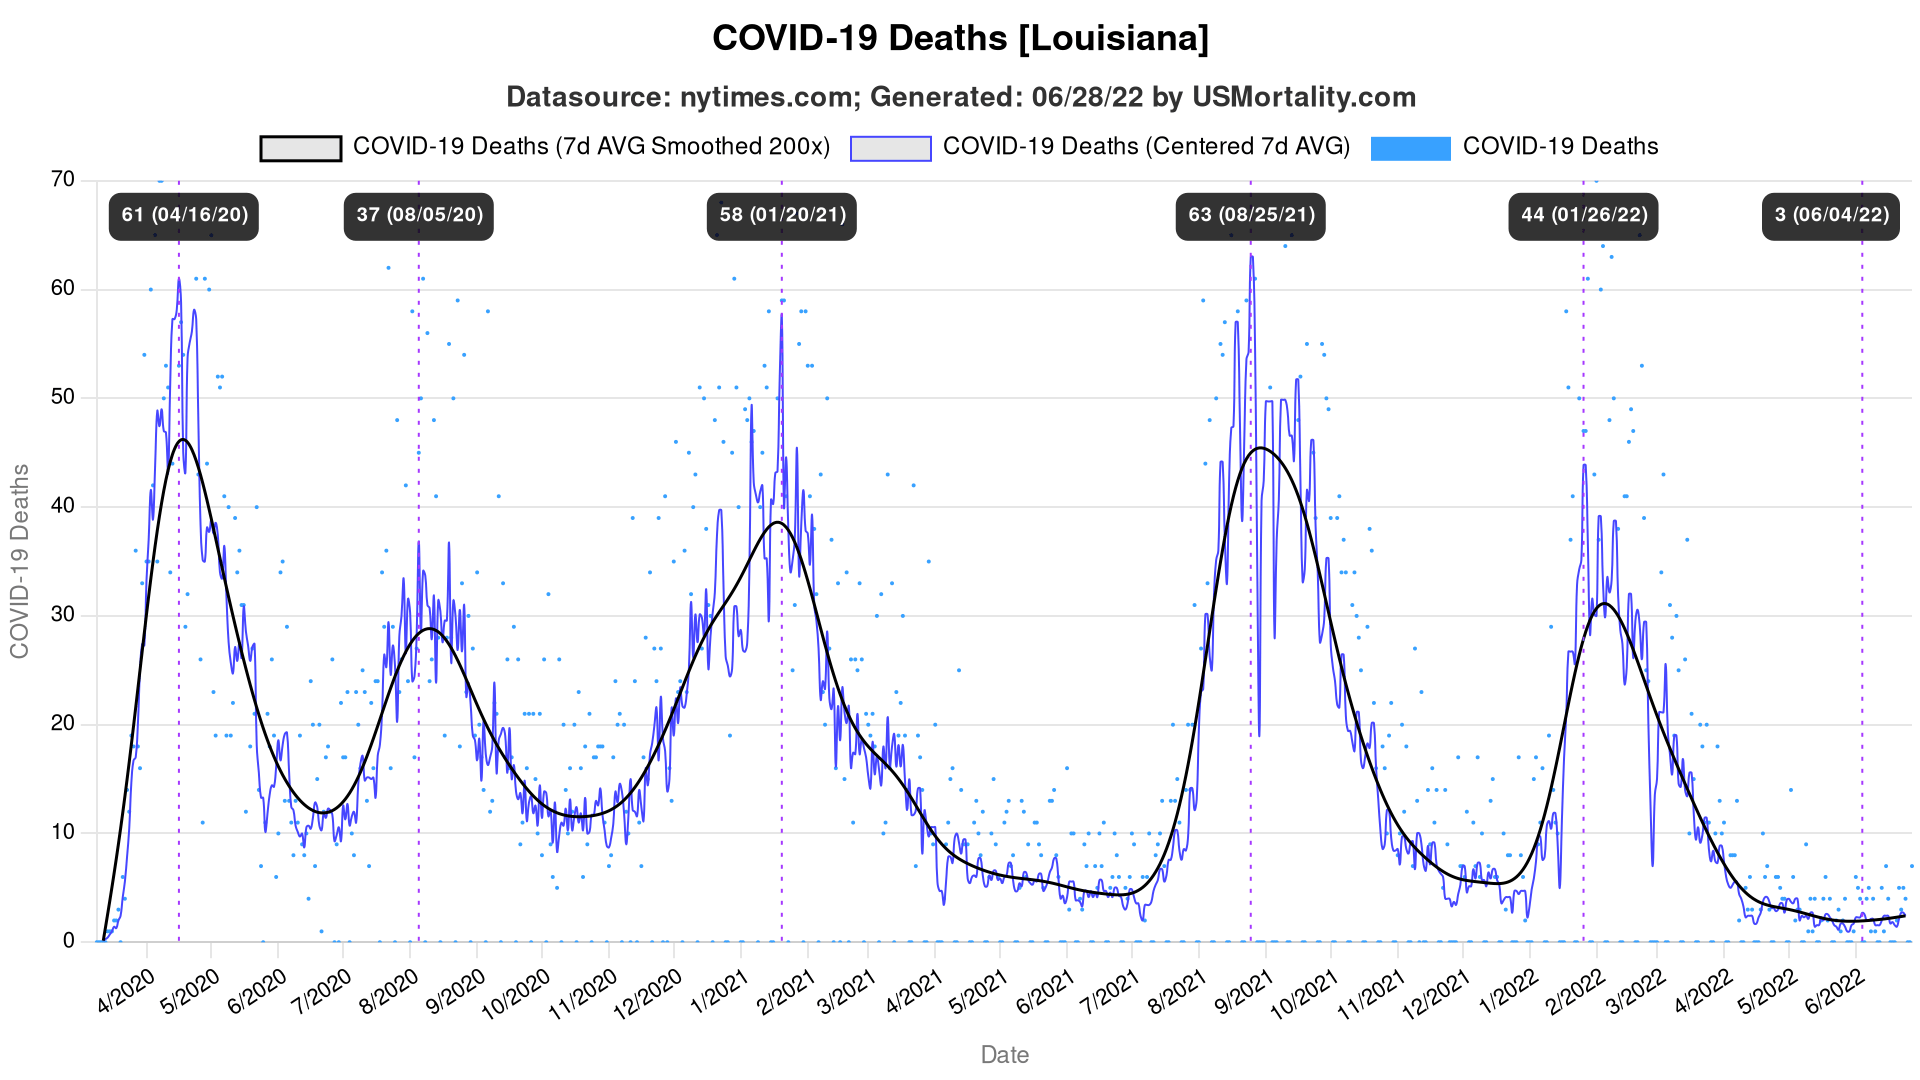 COVID-19 Deaths [Louisiana]
Datasource: nytimes.com; Generated: 06/28/22 by USMortality.com
COVID-19 Deaths (7d AVG Smoothed 200x) COVID-19 Deaths (Centered 7d AVG) COVID-19 Deaths
70
61 (04/16/20) 37 (08/05/20) 58 (01/20/21) 63 (08/25/21) 44 (01/26/22) 3 (06/04/22)
60
50
40
30
20
10
0
COVID-19 Deaths
4/2020 5/2020 6/2020 7/2020 8/2020 9/2020 10/2020 11/2020 12/2020 1/2021 2/2021 3/2021 4/2021 5/2021 6/2021 7/2021 8/2021 9/2021 10/2021 11/2021 12/2021 1/2022 2/2022 3/2022 4/2022 5/2022 6/2022
Date